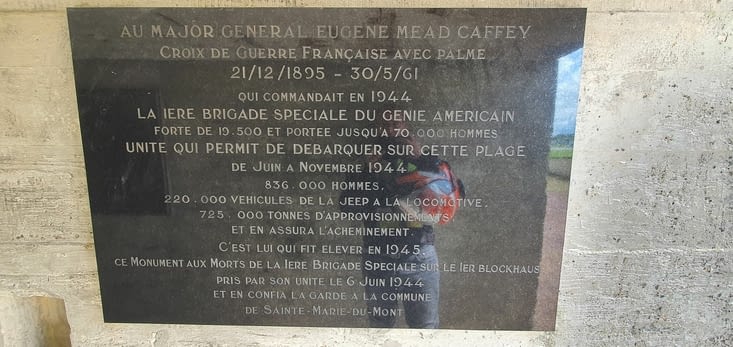 AU MAJOR GENERAL EUGENE MEAD CAFFEY
CROIX DE GUERRE FRANÇAISE AVEC PALME
21/12/1895 - 30/5/61
QUI COMMANDAIT EN 1944
LA IERE BRIGADE SPECIALE DU GENIE AMERICAIN
FORTE DE 19.500 ET PORTEE JUSQU'A 70.000 HOMMES
UNITE QUI PERMIT DE DEBARQUER SUR CETTE PLAGE
DE JUIN A NOVEMBRE 1944
836.000 HOMMES.
220.000 VEHICULES DE LA JEEP A LA LOCOMOTIVE.
725.000 TONNES D'APPROVISIONNEMENTS.
ET EN ASSURA L'ACHEMINEMENT.
C'EST LUI QUI FIT ELEVER EN 1945
CE MONUMENT AUX MORTS DE LA IERE BRIGADE SPECIALE SUR LE IER BLOCKHAUS
PRIS PAR SON UNITE LE 6 JUIN 1944
ET EN CONFIA LA GARDE A LA COMMUNE
DE SAINTE-MARIE-DU-MONT